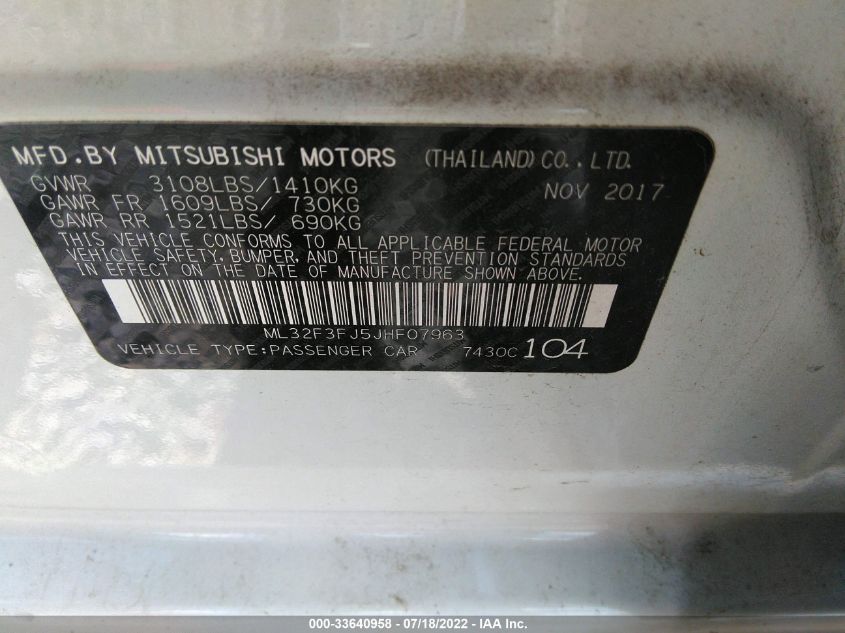 MFD.BY MITSUBISHI MOTORS (THAILAND) CO., LTD.
GVWR 3108LBS/1410KG NOV 2017
GAWR FR 1609LBS/ 730KG
GAWR RR 1521LBS/ 690KG
THIS VEHICLE CONFORMS TO ALL APPLICABLE FEDERAL MOTOR
VEHICLE SAFETY, BUMPER, AND THEFT PREVENTION STANDARDS
IN EFFECT ON THE DATE OF MANUFACTURE SHOWN ABOVE.
ML32F3FJ5JHF07963
VEHICLE TYPE:PASSENGER CAR 7430C 104
000-33640958 - 07/18/2022 - IAA Inc.